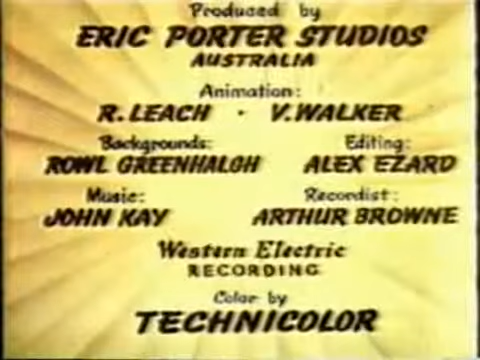 Produced by
ERIC PORTER STUDIOS
AUSTRALIA
Animation:
R. LEACH · V. WALKER
Backgrounds: Editing:
ROWL GREENHALGH ALEX EZARD
Music: Recordist:
JOHN KAY ARTHUR BROWNE
Western Electric
RECORDING
Color by
TECHNICOLOR